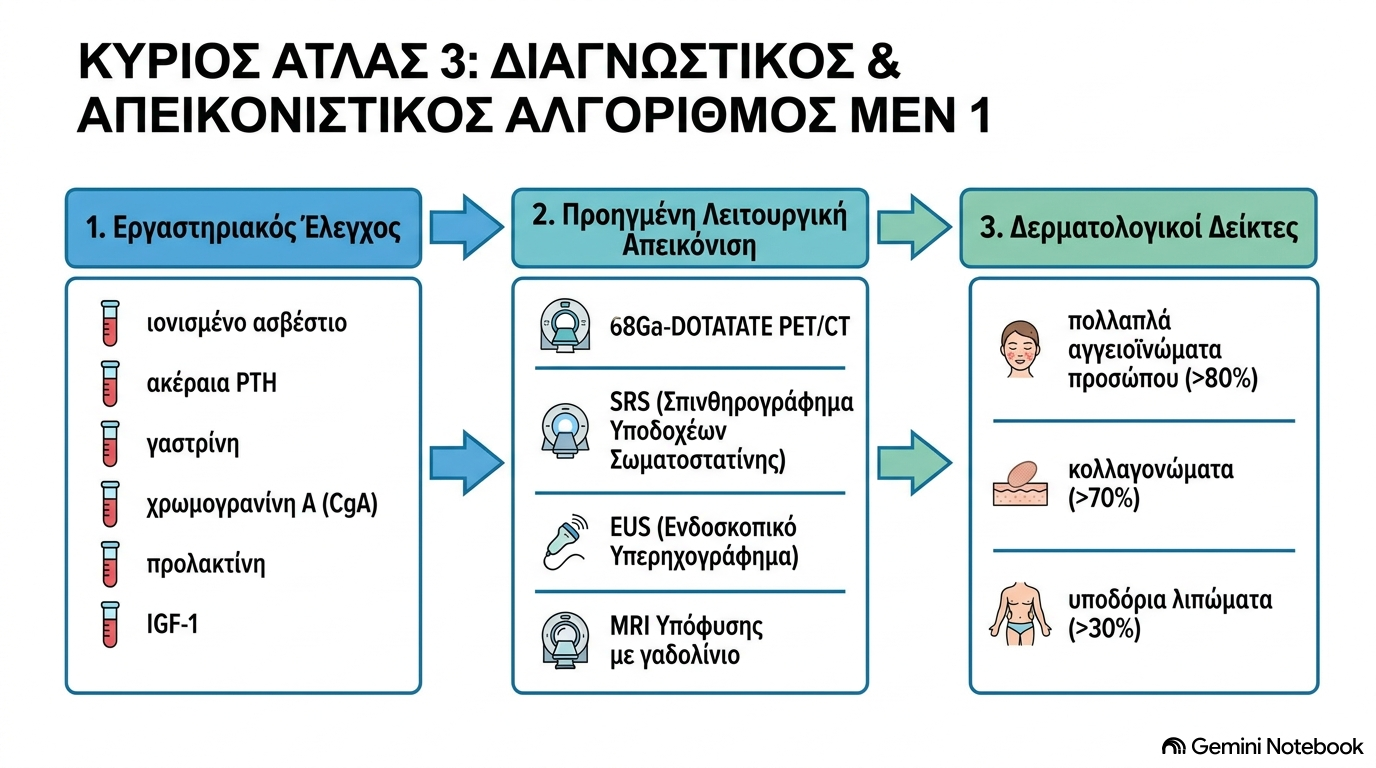 ΚΥΡΙΟΣ ΑΤΛΑΣ 3: ΔΙΑΓΝΩΣΤΙΚΟΣ &
ΑΠΕΙΚΟΝΙΣΤΙΚΟΣ ΑΛΓΟΡΙΘΜΟΣ MEN 1
1. Εργαστηριακός Έλεγχος
ιονισμένο ασβέστιο
ακέραια PTH
γαστρίνη
χρωμογρανίνη Α (CgA)
προλακτίνη
IGF-1
2. Προηγμένη Λειτουργική
Απεικόνιση
68Ga-DOTATATE PET/CT
SRS (Σπινθηρογράφημα
Υποδοχέων
Σωματοστατίνης)
EUS (Ενδοσκοπικό
Υπερηχογράφημα)
MRI Υπόφυσης
με γαδολίνιο
3. Δερματολογικοί Δείκτες
πολλαπλά
αγγειοϊνώματα
προσώπου (>80%)
κολλαγονώματα
(>70%)
υποδόρια λιπώματα
(>30%)
Gemini Notebook